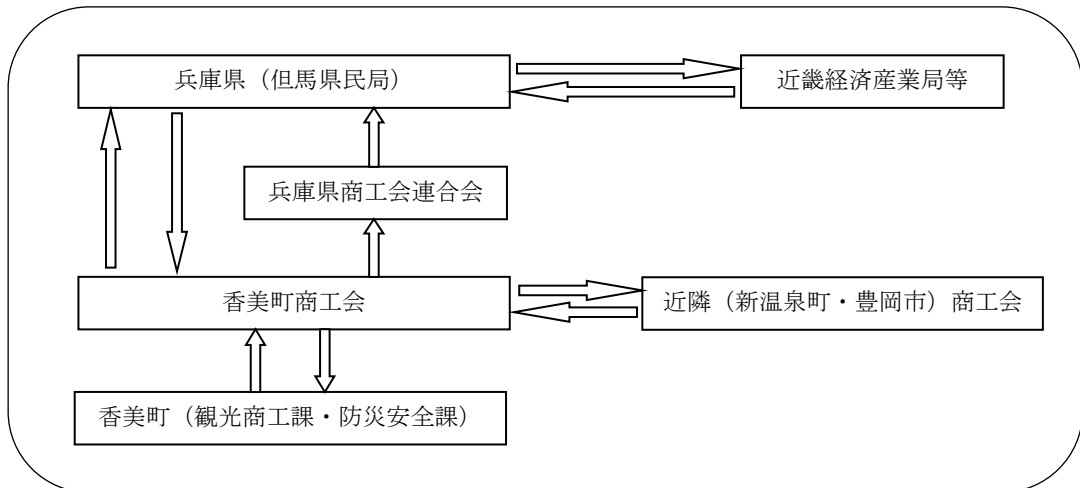 兵庫県（但馬県民局）
近畿経済産業局等
兵庫県商工会連合会
香美町商工会
近隣（新温泉町・豊岡市）商工会
香美町（観光商工課・防災安全課）